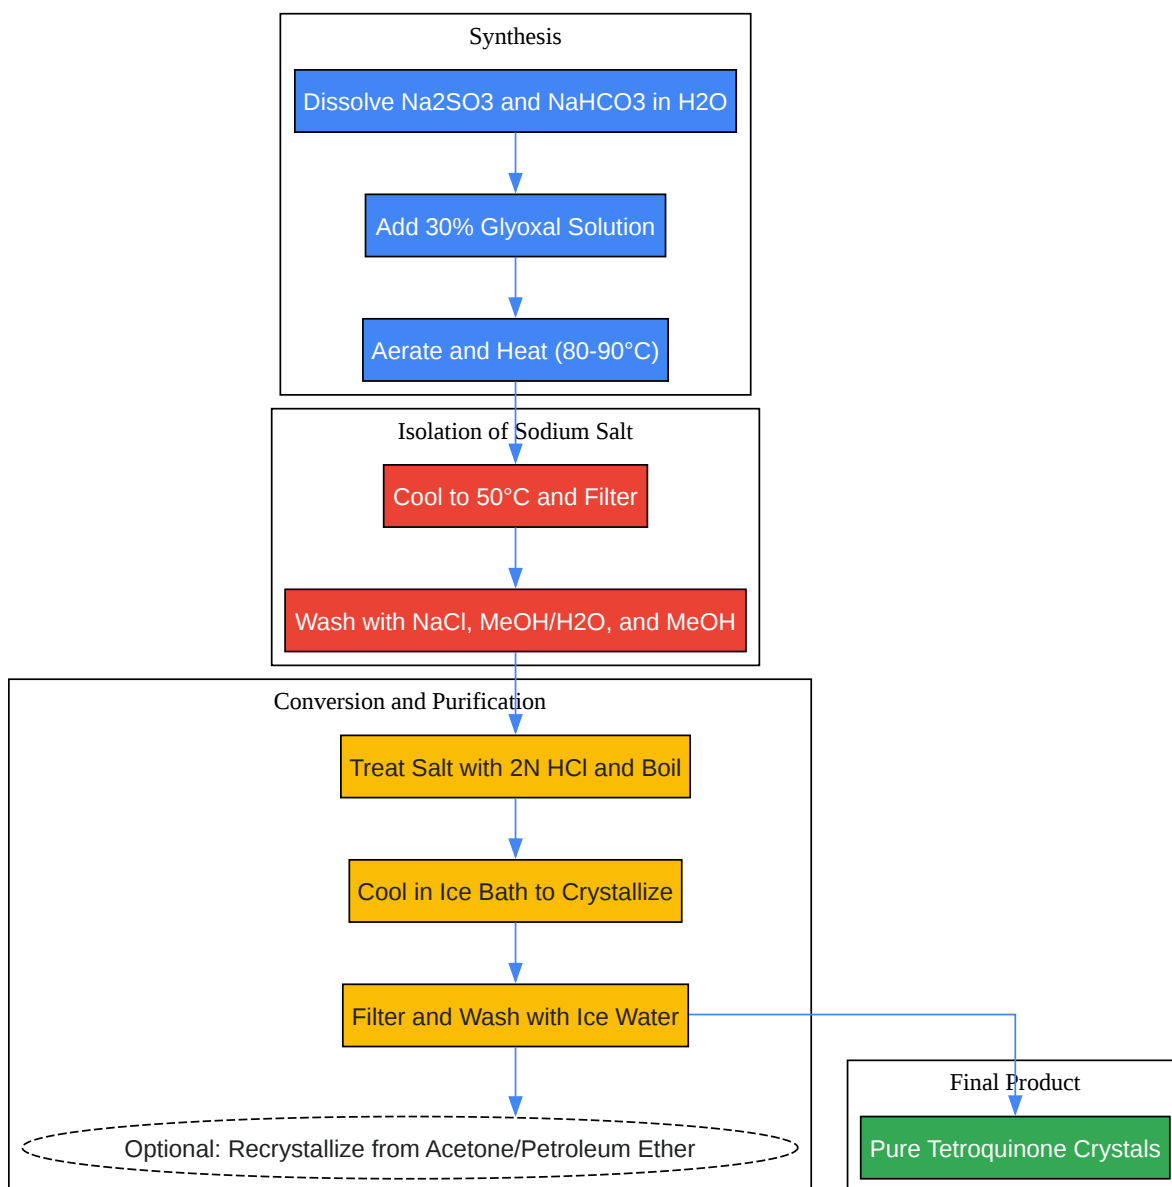 Synthesis
Dissolve Na2SO3 and NaHCO3 in H2O
Add 30% Glyoxal Solution
Aerate and Heat (80-90°C)
Isolation of Sodium Salt
Cool to 50°C and Filter
Wash with NaCl, MeOH/H2O, and MeOH
Conversion and Purification
Treat Salt with 2N HCl and Boil
Cool in Ice Bath to Crystallize
Filter and Wash with Ice Water
Optional: Recrystallize from Acetone/Petroleum Ether
Final Product
Pure Tetroquinone Crystals